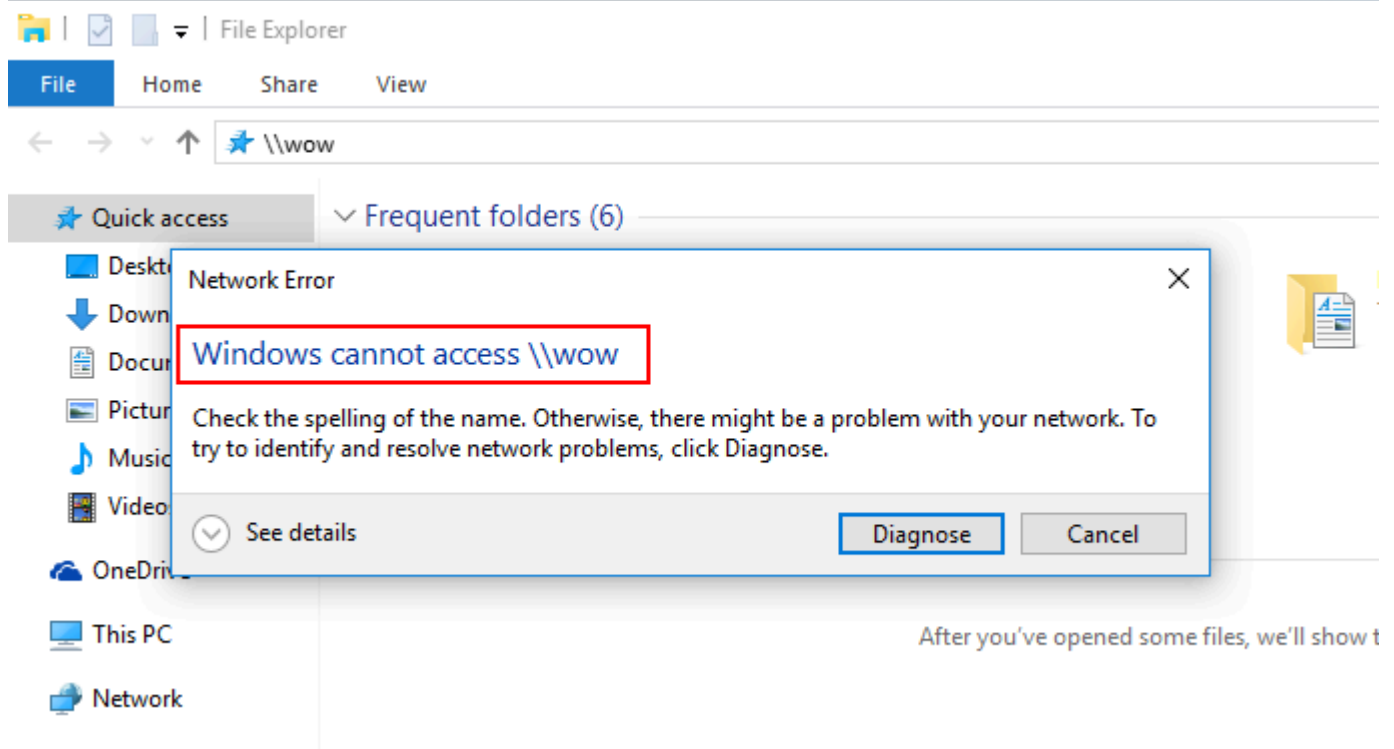 File Explorer
File Home Share View
\\wow
Quick access
Frequent folders (6)
Network Error
Windows cannot access \\wow
Check the spelling of the name. Otherwise, there might be a problem with your network. To
try to identify and resolve network problems, click Diagnose.
See details
Diagnose Cancel
OneDrive
This PC
After you've opened some files, we'll show
Network